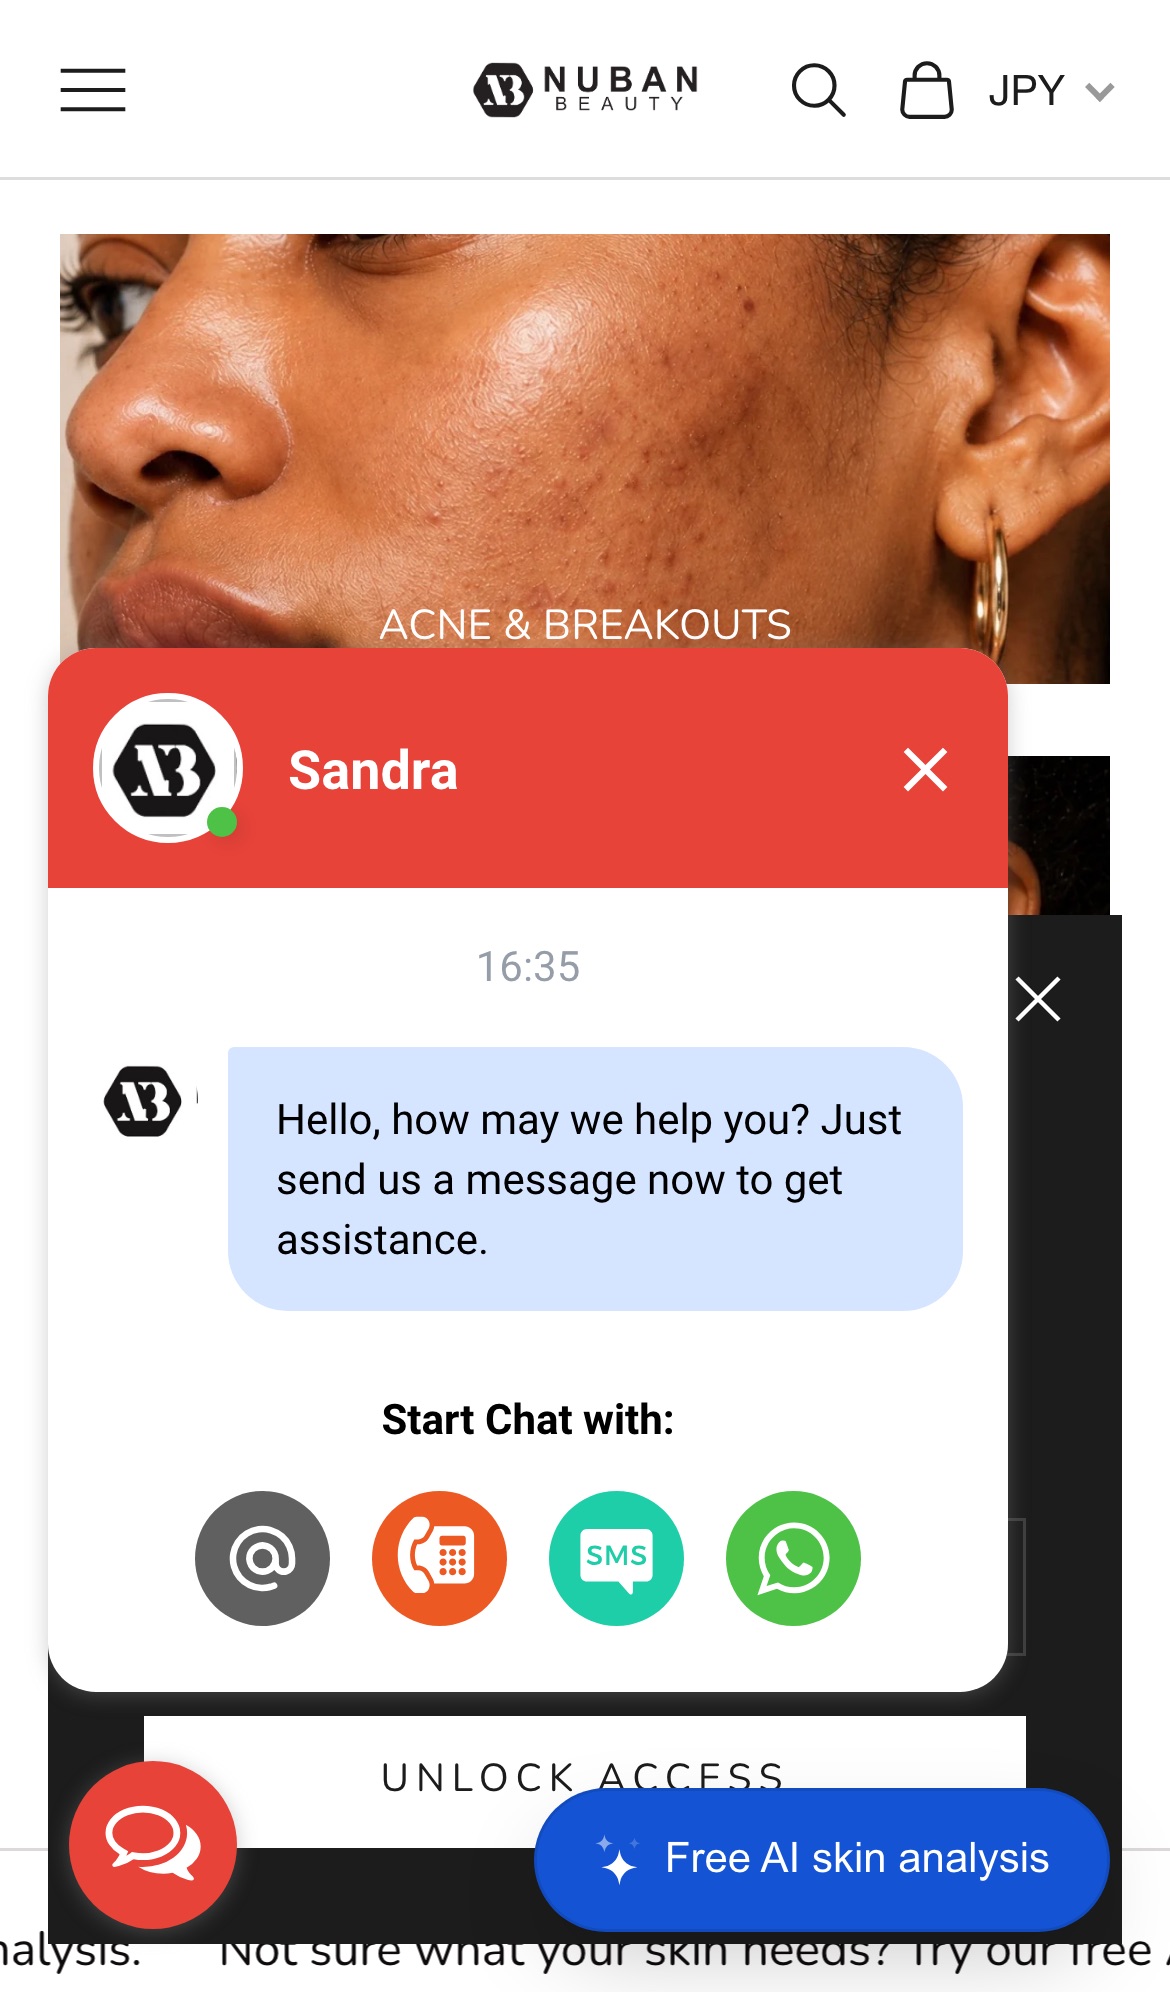 NUBAN
BEAUTY
JPY
ACNE & BREAKOUTS
Sandra
16:35
Hello, how may we help you? Just
send us a message now to get
assistance.
Start Chat with:
SMS
UNLOCK ACCESS
Free AI skin analysis
nalysis. Not sure what your skin needs? Try our free